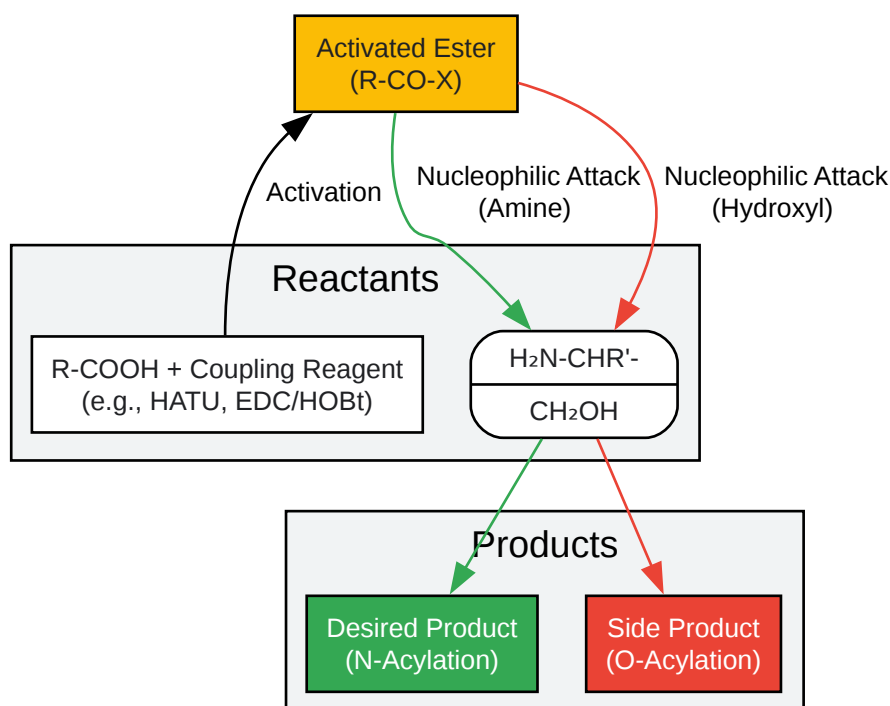 Activated Ester
(R-CO-X)
Activation
Nucleophilic Attack
(Amine)
Nucleophilic Attack
(Hydroxyl)
Reactants
R-COOH + Coupling Reagent
(e.g., HATU, EDC/HOBt)
H₂N-CHR'-
CH₂OH
Products
Desired Product
(N-Acylation)
Side Product
(O-Acylation)